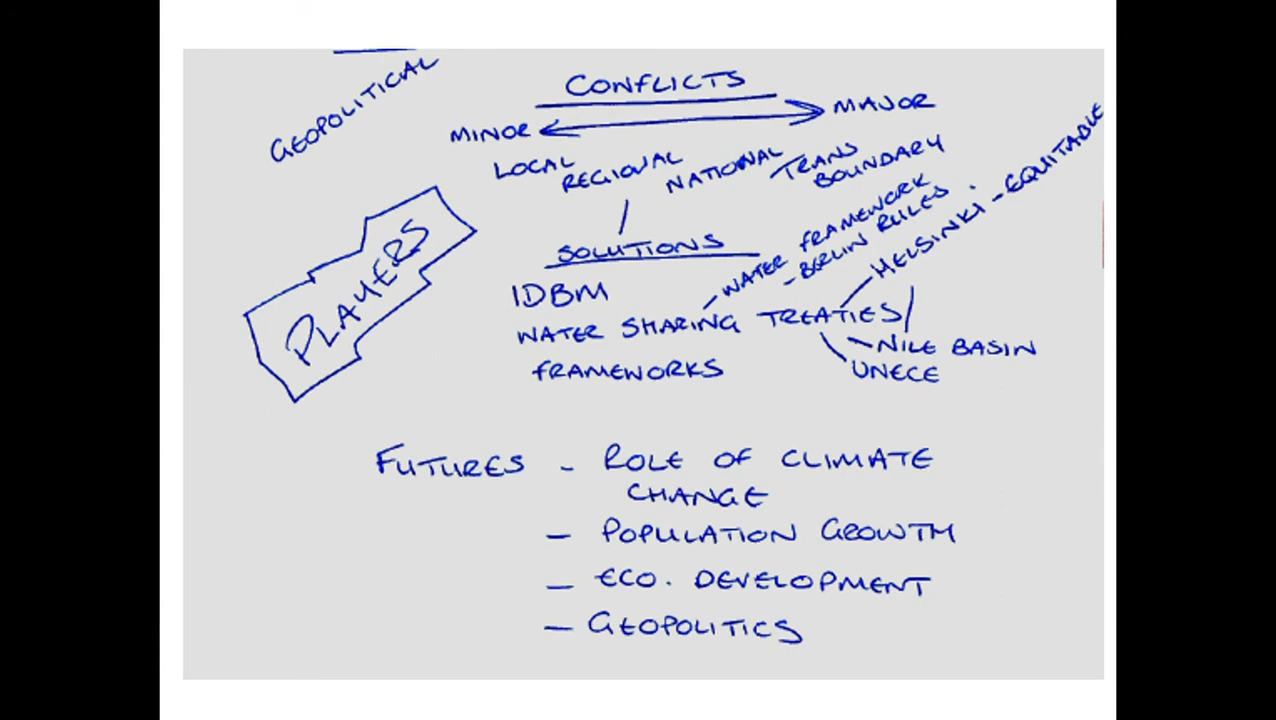 GEOPOLITICAL
CONFLICTS
MINOR
MAJOR
LOCAL
REGIONAL
NATIONAL
TRANS
BOUNDARY
PLAYERS
SOLUTIONS
IDBM
WATER SHARING TREATIES
FRAMEWORKS
WATER FRAMEWORK
- BERLIN RULES
HELSINKI - EQUITABLE
- NILE BASIN
UNECE
FUTURES - ROLE OF CLIMATE
CHANGE
- POPULATION GROWTH
- ECO. DEVELOPMENT
- GEOPOLITICS